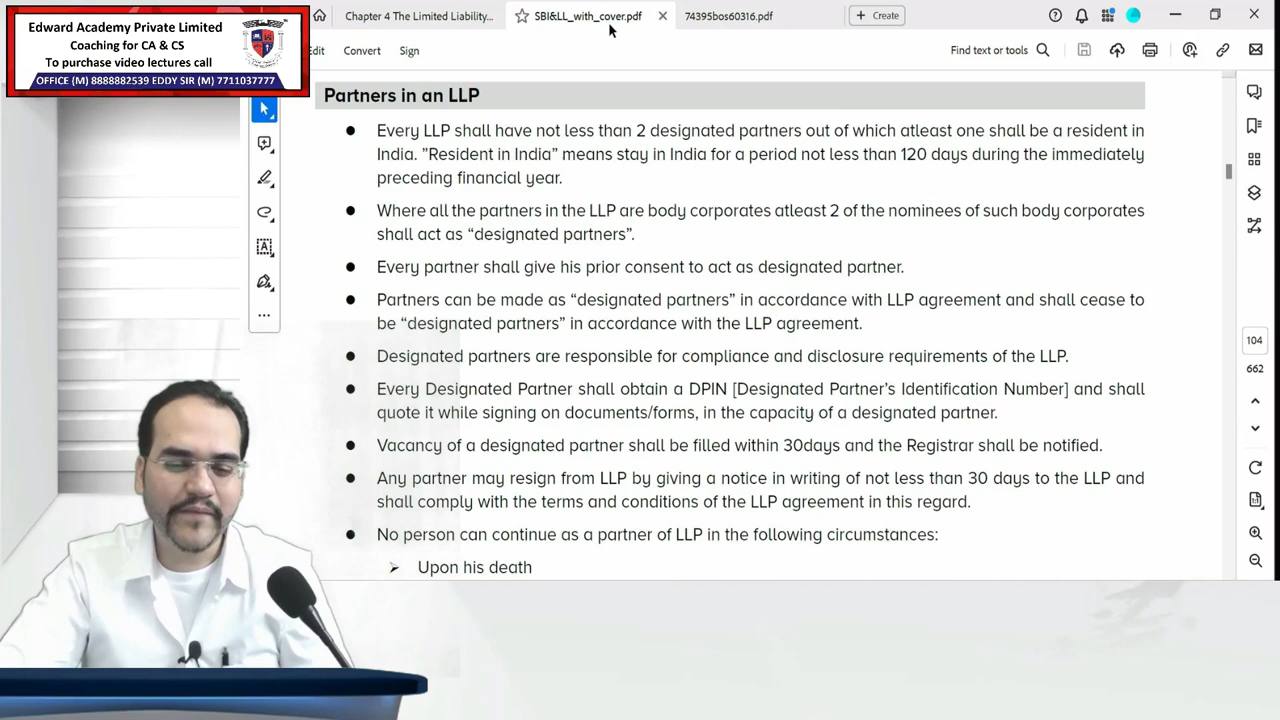 Edward Academy Private Limited
Coaching for CA & CS
To purchase video lectures call
OFFICE (M) 8888882539 EDDY SIR (M) 7711037777
Chapter 4 The Limited Liability...
SBI&LL_with_cover.pdf
74395bos60316.pdf
Create
Edit
Convert
Sign
Find text or tools
Partners in an LLP
● Every LLP shall have not less than 2 designated partners out of which atleast one shall be a resident in
India. ”Resident in India” means stay in India for a period not less than 120 days during the immediately
preceding financial year.
● Where all the partners in the LLP are body corporates atleast 2 of the nominees of such body corporates
shall act as “designated partners”.
● Every partner shall give his prior consent to act as designated partner.
● Partners can be made as “designated partners” in accordance with LLP agreement and shall cease to
be “designated partners” in accordance with the LLP agreement.
● Designated partners are responsible for compliance and disclosure requirements of the LLP.
● Every Designated Partner shall obtain a DPIN [Designated Partner’s Identification Number] and shall
quote it while signing on documents/forms, in the capacity of a designated partner.
● Vacancy of a designated partner shall be filled within 30days and the Registrar shall be notified.
● Any partner may resign from LLP by giving a notice in writing of not less than 30 days to the LLP and
shall comply with the terms and conditions of the LLP agreement in this regard.
● No person can continue as a partner of LLP in the following circumstances:
➢ Upon his death
104
662